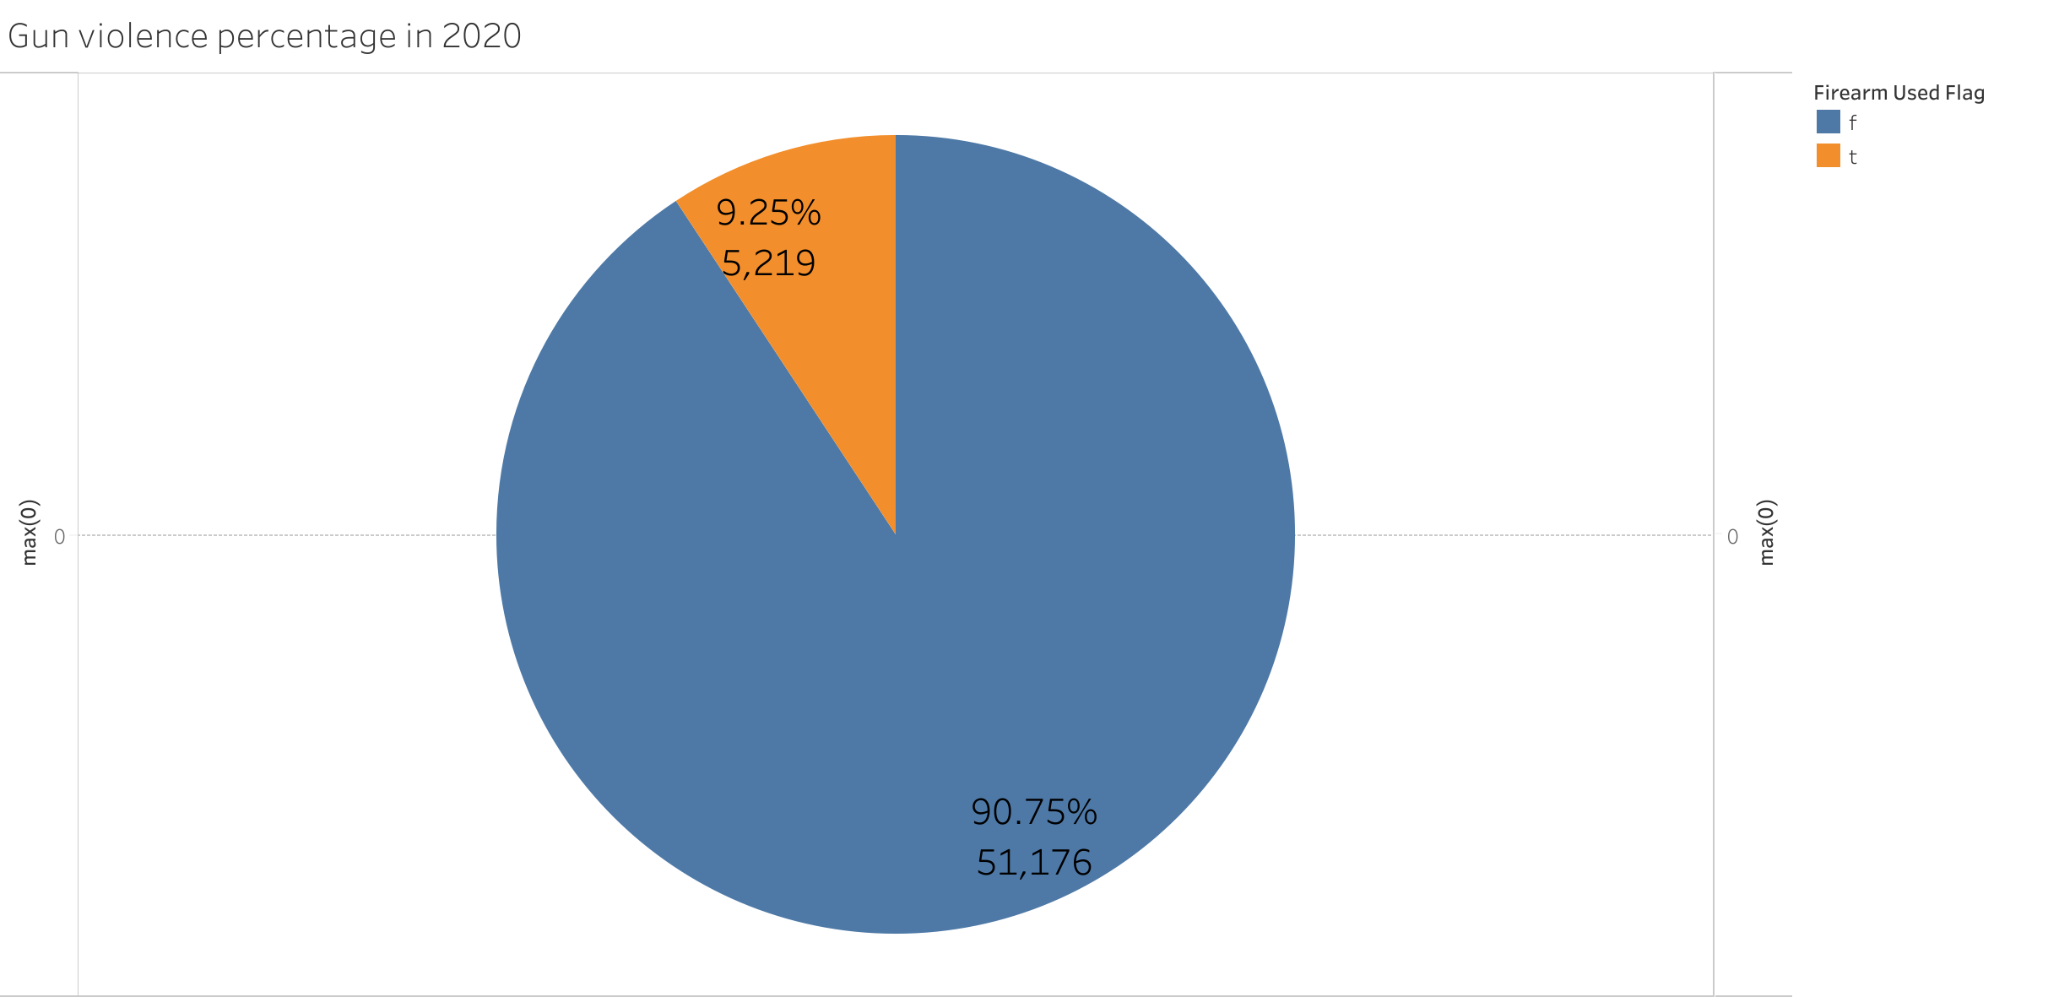 Gun violence percentage in 2020
Firearm Used Flag
f
t
9.25%
5,219
max(0)
0
0
max(0)
90.75%
51,176